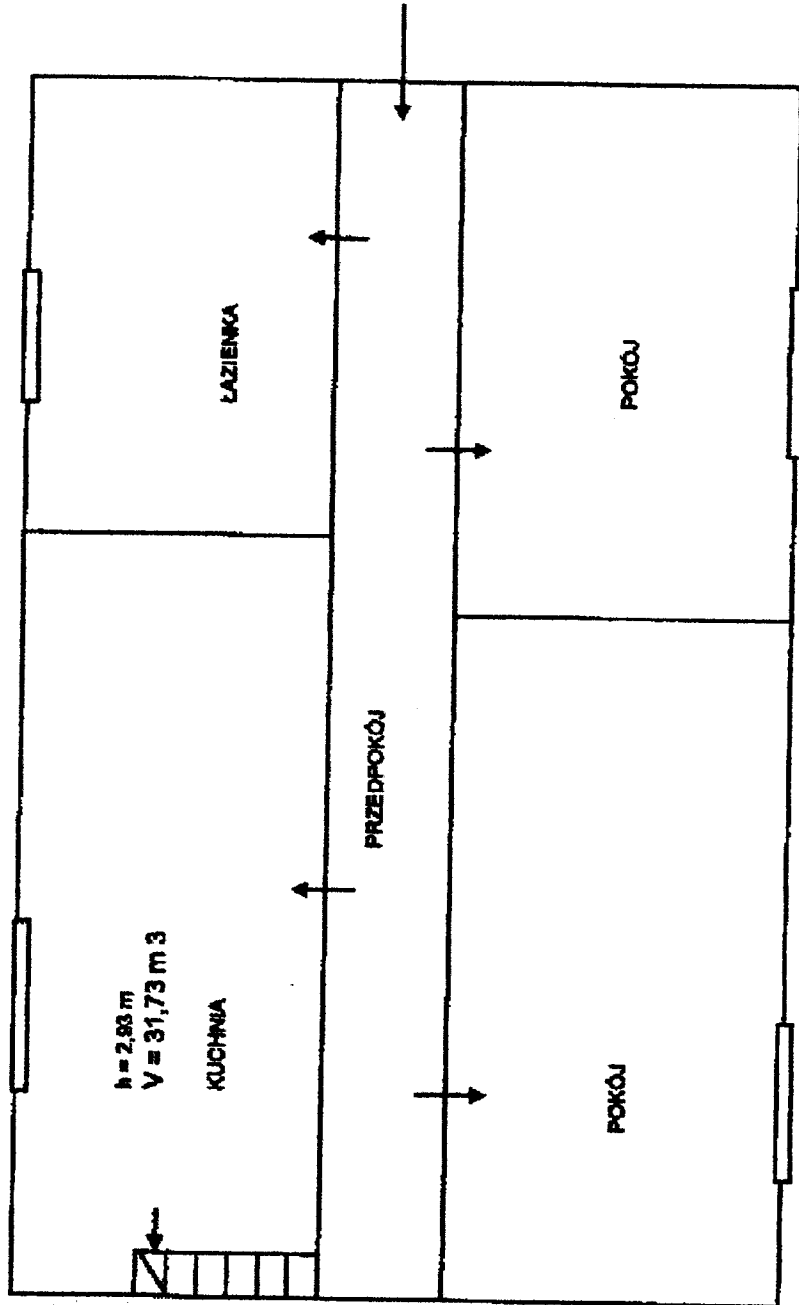 ŁAZIENKA
h = 2,93 m
V = 31,73 m 3
KUCHNIA
PRZEDPOKÓJ
POKÓJ
POKÓJ